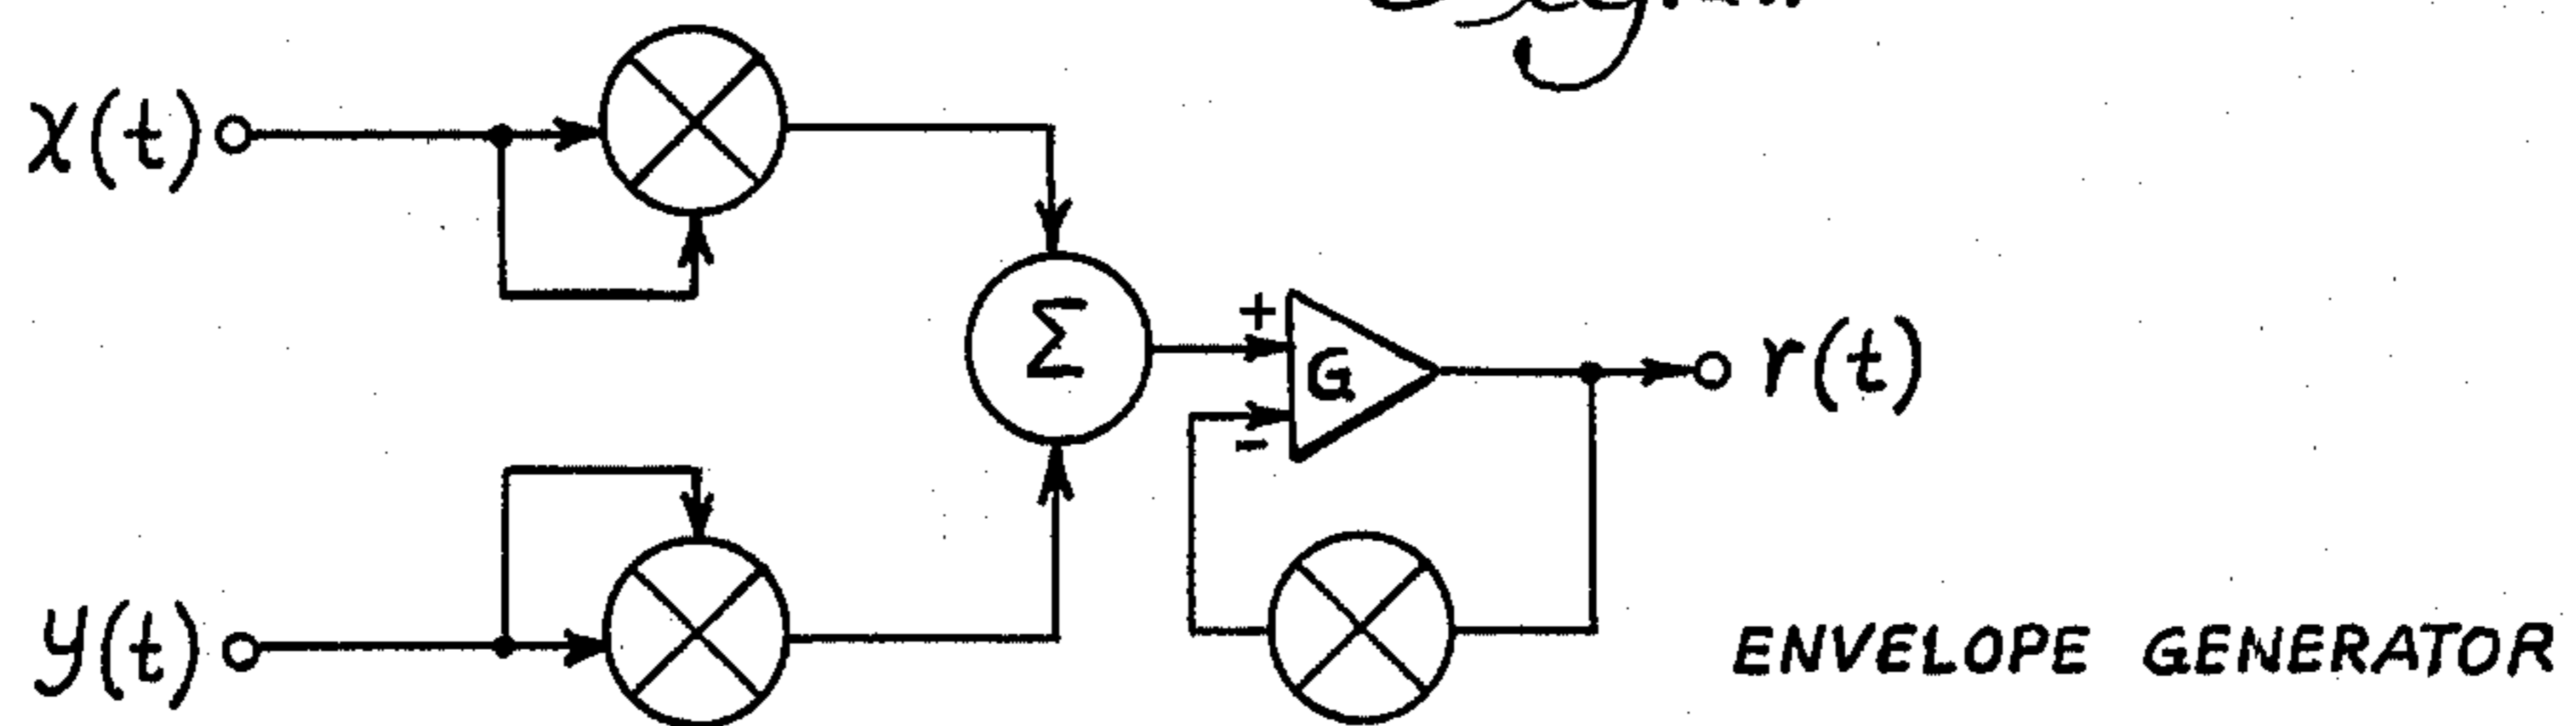 x(t)
Σ
+
G
-
r(t)
y(t)
ENVELOPE GENERATOR